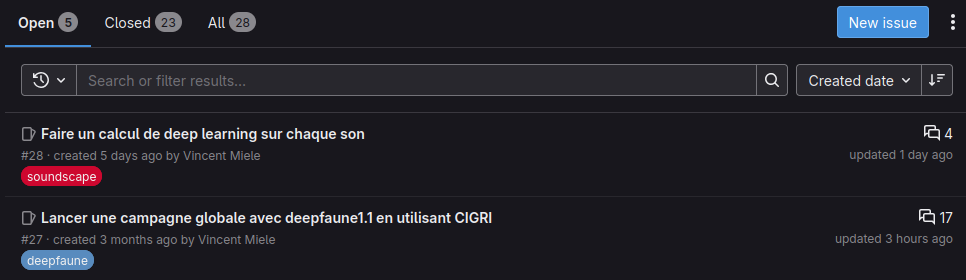 Open 5 Closed 23 All 28 New issue
Search or filter results... Created date
Faire un calcul de deep learning sur chaque son 4
#28 · created 5 days ago by Vincent Miele updated 1 day ago
soundscape
Lancer une campagne globale avec deepfaune1.1 en utilisant CIGRI 17
#27 · created 3 months ago by Vincent Miele updated 3 hours ago
deepfaune